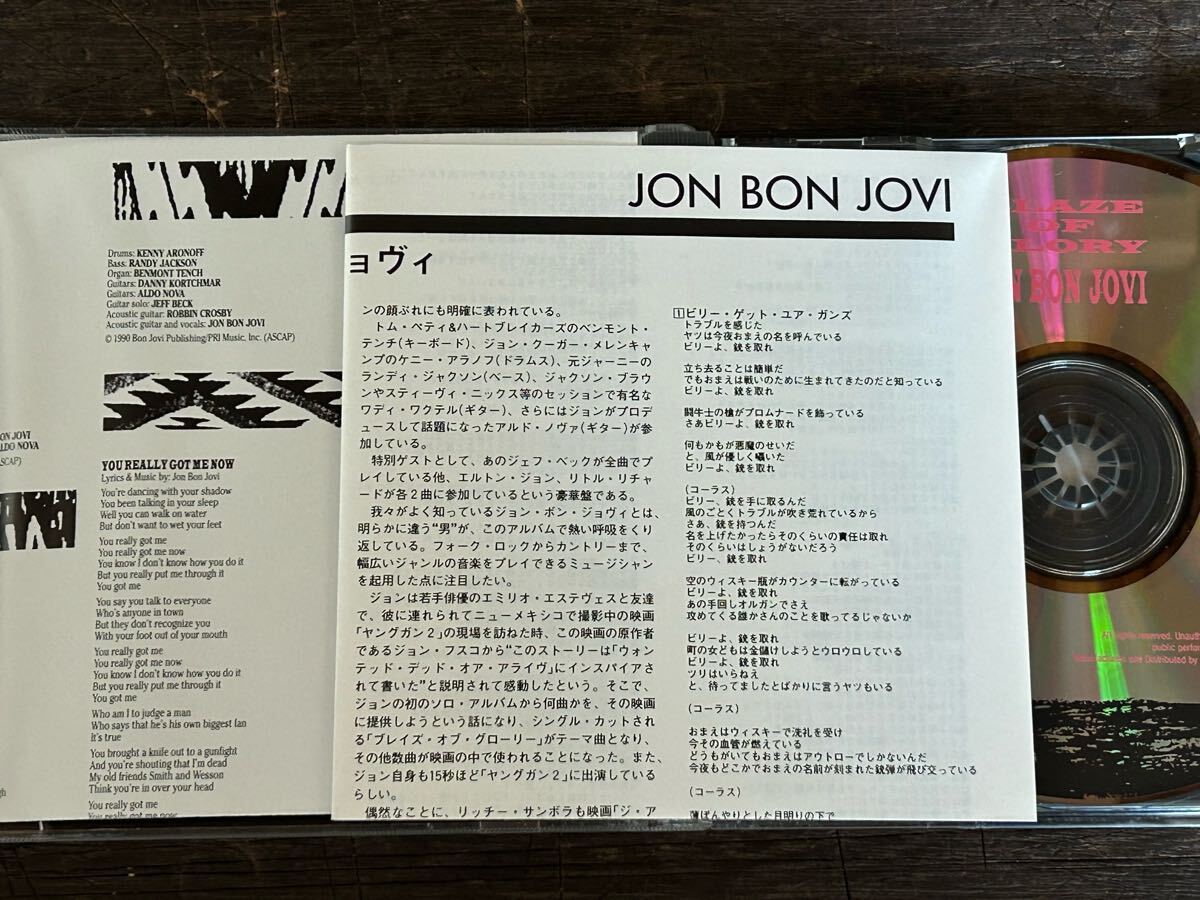 Drums: KENNY ARONOFF
Bass: RANDY JACKSON
Organ: BENMONT TENCH
Guitars: DANNY KORTCHMAR
Guitars: ALDO NOVA
Guitar solo: JEFF BECK
Acoustic guitar: ROBBIN CROSBY
Acoustic guitar and vocals: JON BON JOVI
© 1990 Bon Jovi Publishing/PRI Music, Inc. (ASCAP)
ON JOVI
ALDO NOVA
SCAP)
YOU REALLY GOT ME NOW
Lyrics & Music by: Jon Bon Jovi
You're dancing with your shadow
You been talking in your sleep
Well you can walk on water
But don't want to wet your feet
You really got me
You really got me now
You know I don't know how you do it
But you really put me through it
You got me
You say you talk to everyone
Who's anyone in town
But they don't recognize you
With your foot out of your mouth
You really got me
You really got me now
You know I don't know how you do it
But you really put me through it
You got me
Who am I to judge a man
Who says that he's his own biggest fan
It's true
You brought a knife out to a gunfight
And you're shouting that I'm dead
My old friends Smith and Wesson
Think you're in over your head
You really got me
You really got me now
JON BON JOVI
ョヴィ
ンの顔ぶれにも明確に表われている。
トム・ペティ&ハートブレイカーズのベンモント・
テンチ(キーボード)、ジョン・クーガー・メレンキャ
ンプのケニー・アラノフ(ドラムス)、元ジャーニーの
ランディ・ジャクソン(ベース)、ジャクソン・ブラウ
ンやスティーヴィ・ニックス等のセッションで有名な
ワディ・ワクテル(ギター)、さらにはジョンがプロデ
ュースして話題になったアルド・ノヴァ(ギター)が参
加している。
特別ゲストとして、あのジェフ・ベックが全曲でプ
レイしている他、エルトン・ジョン、リトル・リチャ
ードが各2曲に参加しているという豪華盤である。
我々がよく知っているジョン・ボン・ジョヴィとは、
明らかに違う“男”が、このアルバムで熱い呼吸をくり
返している。フォーク・ロックからカントリーまで、
幅広いジャンルの音楽をプレイできるミュージシャン
を起用した点に注目したい。
ジョンは若手俳優のエミリオ・エステヴェスと友達
で、彼に連れられてニューメキシコで撮影中の映画
「ヤングガン2」の現場を訪ねた時、この映画の原作者
であるジョン・フスコから“このストーリーは「ウォン
テッド・デッド・オア・アライヴ」にインスパイアさ
れて書いた”と説明されて感動したという。そこで、
ジョンの初のソロ・アルバムから何曲かを、その映画
に提供しようという話になり、シングル・カットされ
る「ブレイズ・オブ・グローリー」がテーマ曲となり、
その他数曲が映画の中で使われることになった。また、
ジョン自身も15秒ほど「ヤングガン2」に出演している
らしい。
偶然なことに、リッチー・サンボラも映画「ジ・ア
1 ビリー・ゲット・ユア・ガンズ
トラブルを感じた
ヤツは今夜おまえの名を呼んでいる
ビリーよ、銃を取れ
立ち去ることは簡単だ
でもおまえは戦いのために生まれてきたのだと知っている
ビリーよ、銃を取れ
闘牛士の槍がプロムナードを飾っている
さあビリーよ、銃を取れ
何もかもが悪魔のせいだ
と、風が優しく囁いた
ビリーよ、銃を取れ
(コーラス)
ビリー、銃を手に取るんだ
風のごとくトラブルが吹き荒れているから
さあ、銃を持つんだ
名を上げたかったらそのくらいの責任は取れ
そのくらいはしょうがないだろう
ビリー、銃を取れ
空のウィスキー瓶がカウンターに転がっている
ビリーよ、銃を取れ
あの手回しオルガンでさえ
攻めてくる誰かさんのことを歌ってるじゃないか
ビリーよ、銃を取れ
町の女どもは金儲けしようとウロウロしている
ビリーよ、銃を取れ
ツリはいらねえ
と、待ってましたとばかりに言うヤツもいる
(コーラス)
おまえはウィスキーで洗礼を受け
今その血管が燃えている
どうもがいてもおまえはアウトローでしかないんだ
今夜もどこかでおまえの名前が刻まれた銃弾が飛び交っている
(コーラス)
薄ぼんやりとした月明りの下で
LAZE
OF
LORY
N BON JOVI
All rights reserved. Unauth
public perfor
Distributed by